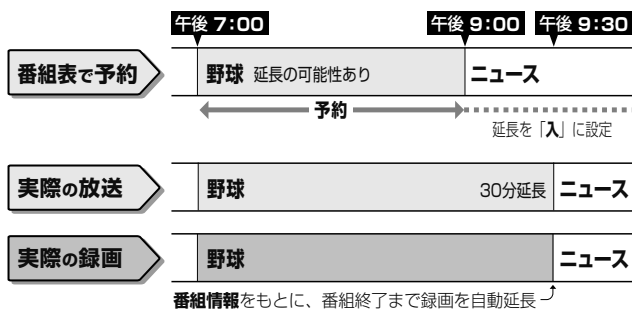 午後 7:00 午後 9:00 午後 9:30
番組表で予約 野球 延長の可能性あり ニュース
予約
延長を「入」に設定
実際の放送 野球 30分延長 ニュース
実際の録画 野球 ニュース
番組情報をもとに、番組終了まで録画を自動延長